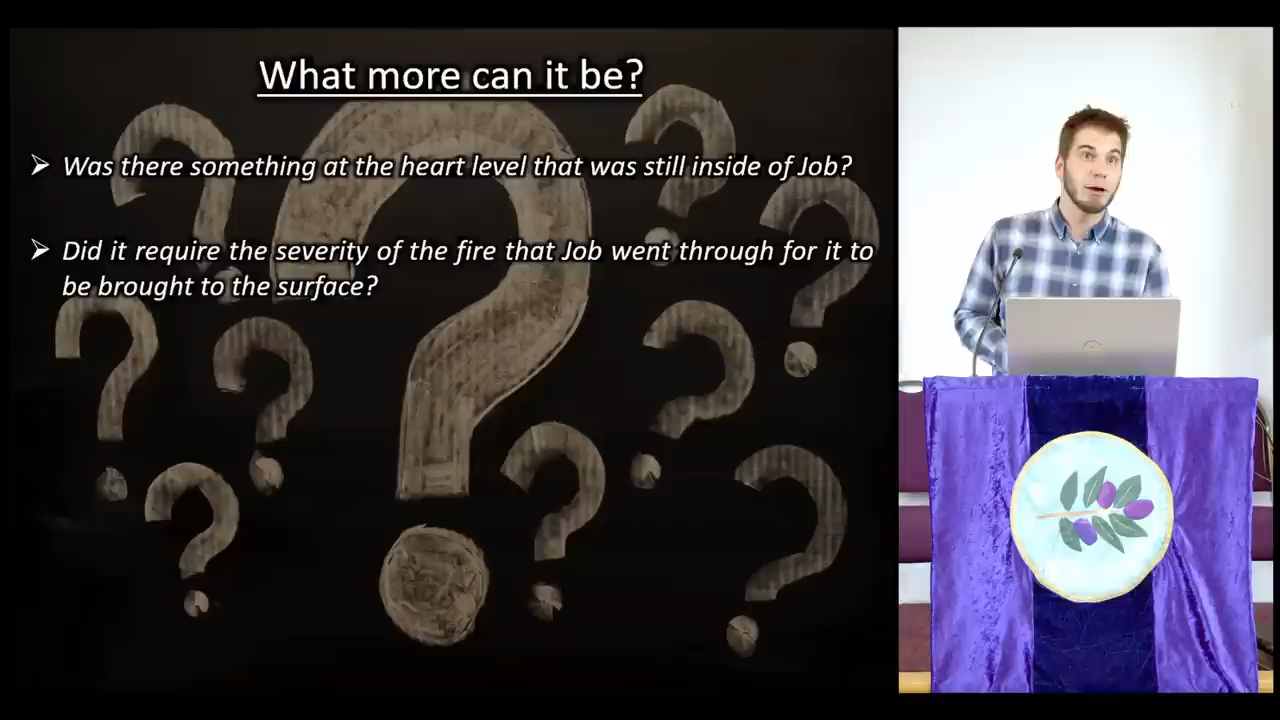 What more can it be?
➢ Was there something at the heart level that was still inside of Job?
➢ Did it require the severity of the fire that Job went through for it to
be brought to the surface?